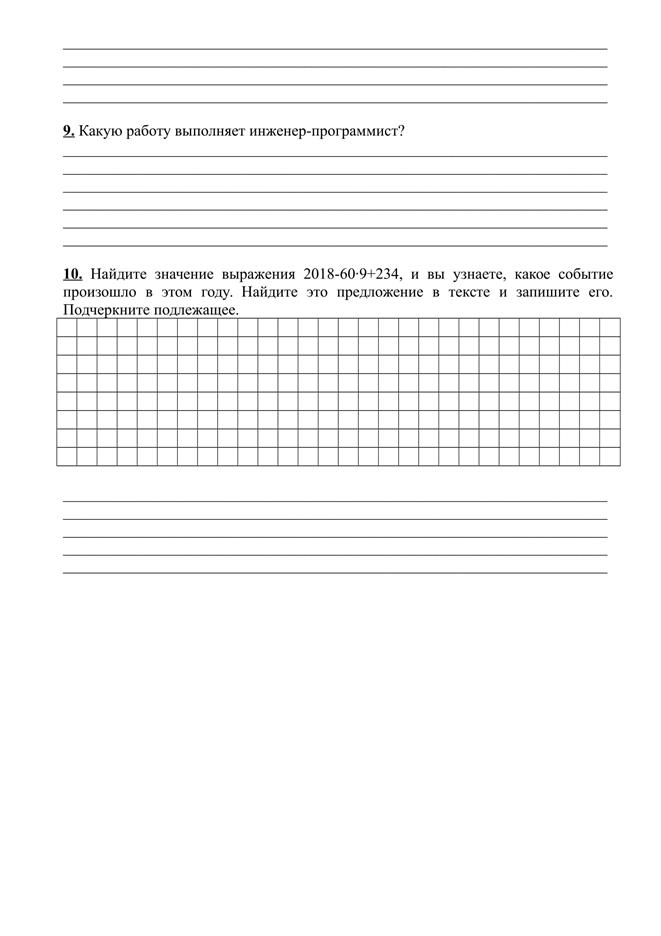 9. Какую работу выполняет инженер-программист?
10. Найдите значение выражения 2018-60·9+234, и вы узнаете, какое событие
произошло в этом году. Найдите это предложение в тексте и запишите его.
Подчеркните подлежащее.